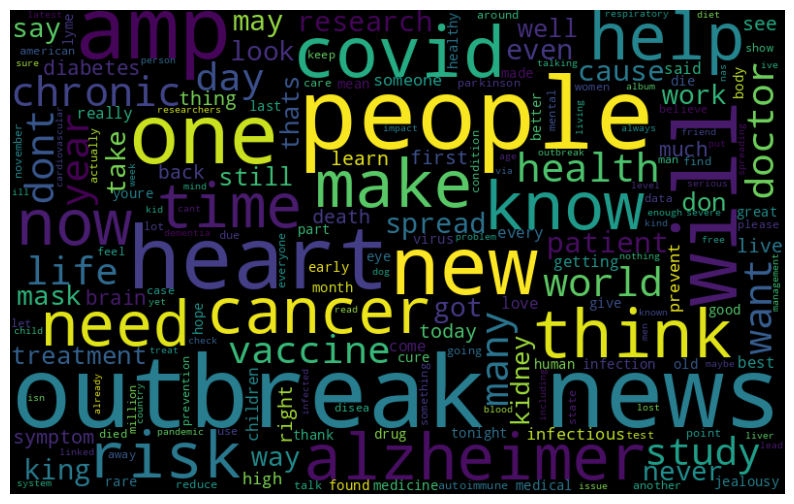 latest
lyme
may
research
around
respiratory
diet
say
amp
wanna
help
well
look
covid
keep
healthy
see
show
american
person
sure
care
mean
made
talking
ive
diabetes
day
someone
parkinson
even
cause
said
nas
chronic
thats
researchers
women
album
die
body
really
last
impact
better
mental
living
always
work
believe
doctor
thing
one
people
dont
take
year
actually
cardiovascular
november
ill
week
youre
back
mind
kid
cant
still
learn
first
condition
age
outbreak
via
friend
put
man
find
spreading
level
serious
much
health
data
will
now
time
make
know
don
enough
severe
kind
great
please
lot
dementia
feel
due
part
death
spread
every
problem
free
heart
everyone
eye
virus
dog
new
patient
getting
nothing
live
life
case
yet
hope
early
month
read
got
love
give
world
prevent
want
good
management
mask
brain
child
let
check
treat
cure
today
come
going
many
human
infection
old
known
men
maybe
best
need
cancer
think
treatment
vaccine
isn
already
million
country
prevention
children
right
disea
infected
something
blood
kidney
including
state
lost
outbreak
news
died
pandemic
use
thank
drug
tonight
infectious
test
point
liver
symptom
risk
way
alzheimer
study
king
linked
away
high
talk
found
medicine
autoimmune
medical
issue
another
never
jealousy
lead
system
rare
reduce